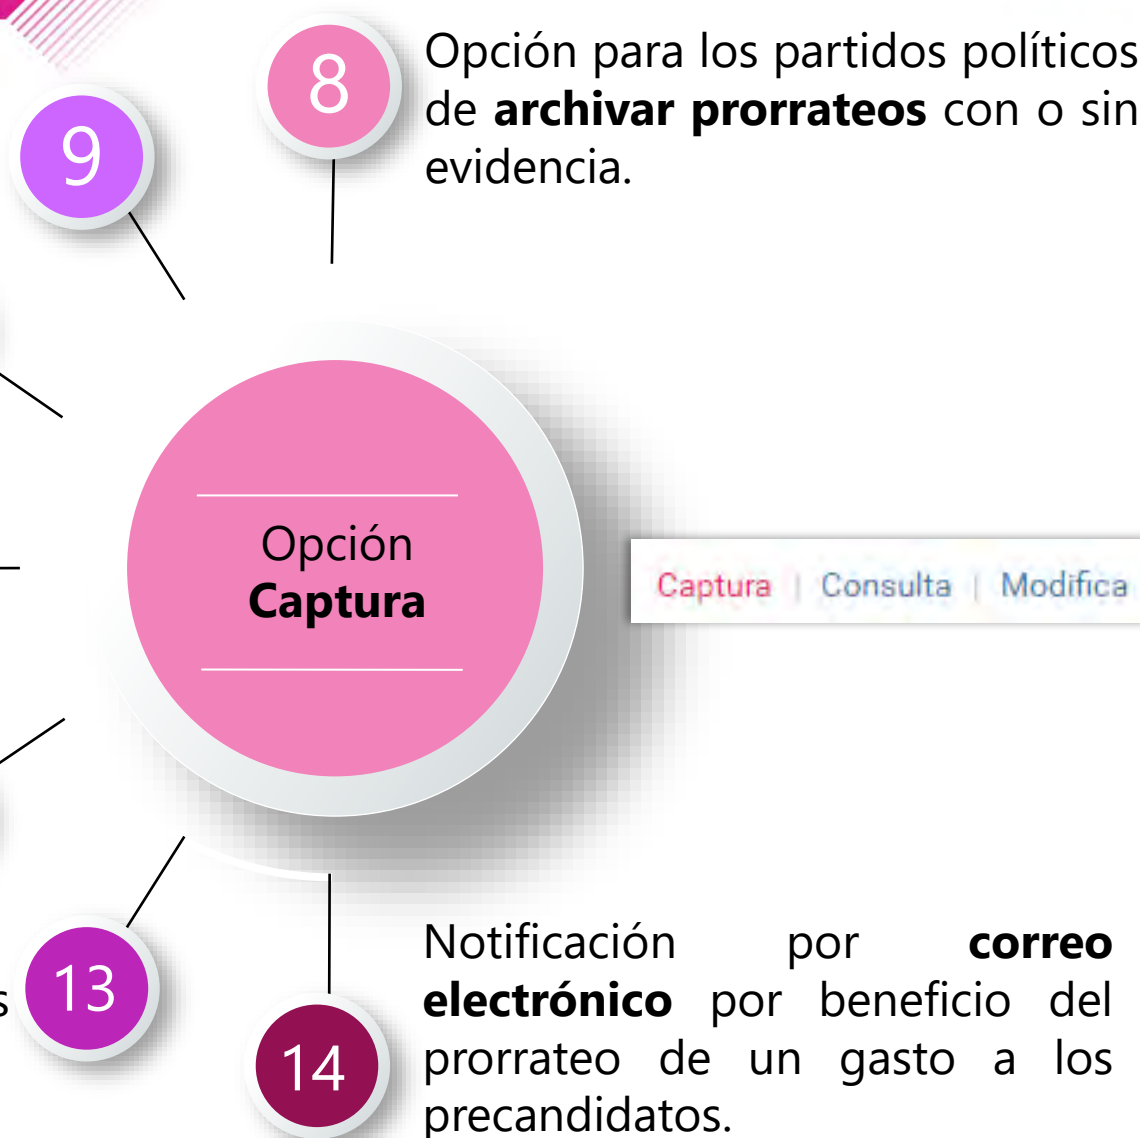 8
Opción para los partidos políticos
de archivar prorrateos con o sin
evidencia.
9
Opción
Captura
Captura | Consulta | Modifica
s
13
14
Notificación por correo
electrónico por beneficio del
prorrateo de un gasto a los
precandidatos.